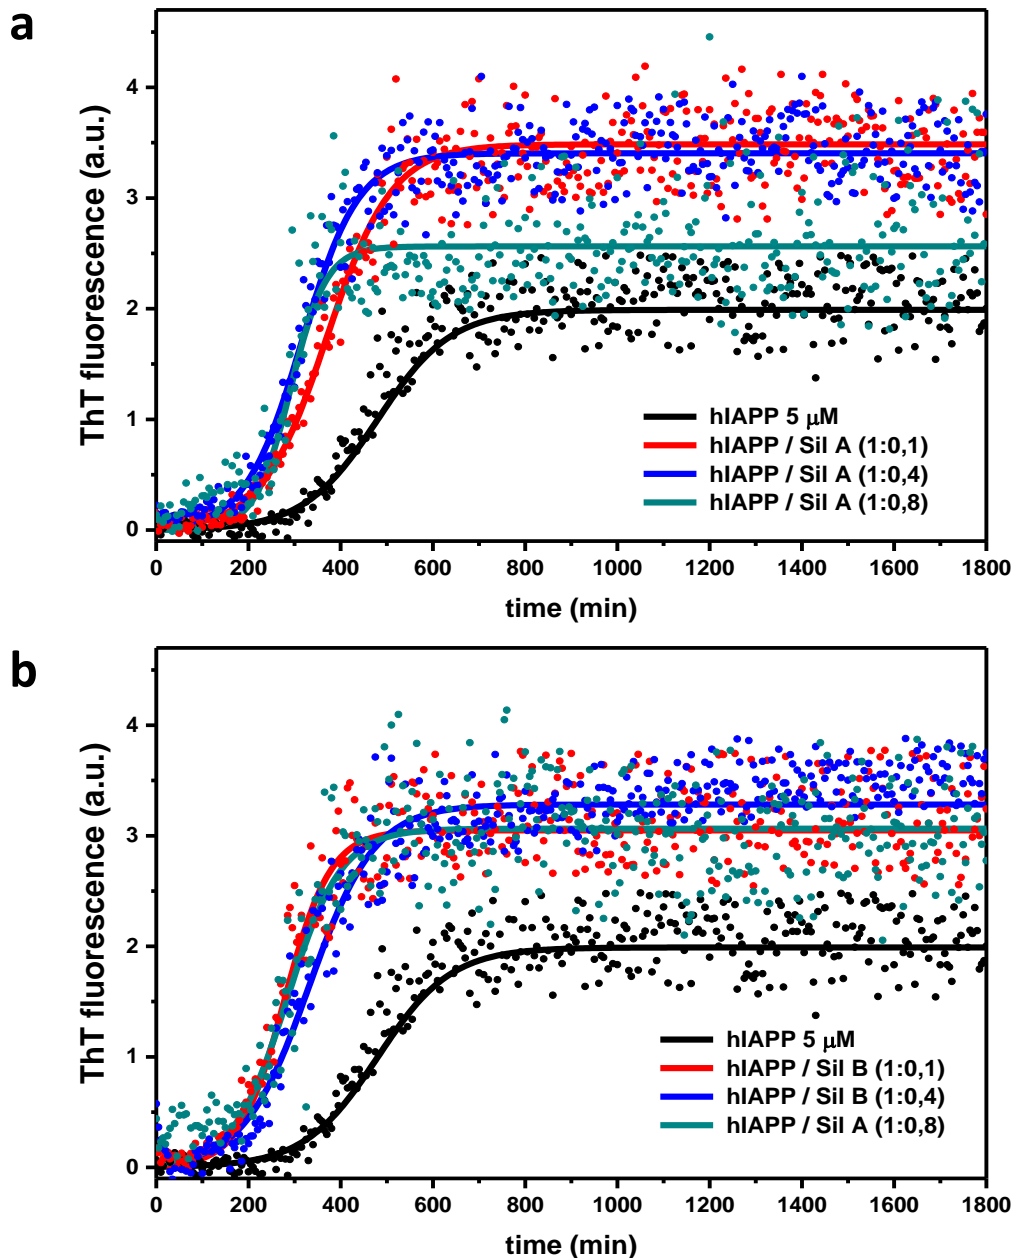 a
4
3
2
1
0
ThT fluorescence (a.u.)
hIAPP 5 μM
hIAPP / Sil A (1:0,1)
hIAPP / Sil A (1:0,4)
hIAPP / Sil A (1:0,8)
0 200 400 600 800 1000 1200 1400 1600 1800
time (min)
b
4
3
2
1
0
ThT fluorescence (a.u.)
hIAPP 5 μM
hIAPP / Sil B (1:0,1)
hIAPP / Sil B (1:0,4)
hIAPP / Sil A (1:0,8)
0 200 400 600 800 1000 1200 1400 1600 1800
time (min)